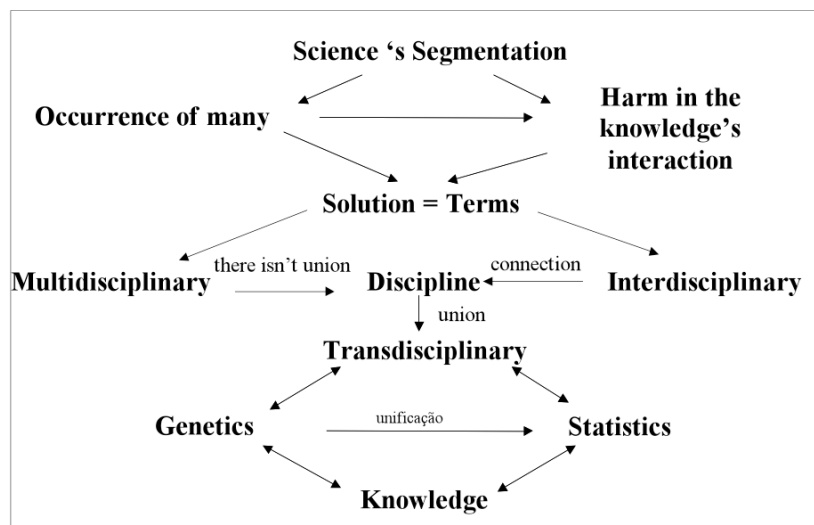 Science ‘s Segmentation
Occurrence of many
Harm in the
knowledge’s
interaction
Solution = Terms
Multidisciplinary
there isn’t union
Discipline
connection
Interdisciplinary
union
Transdisciplinary
Genetics
unificação
Statistics
Knowledge